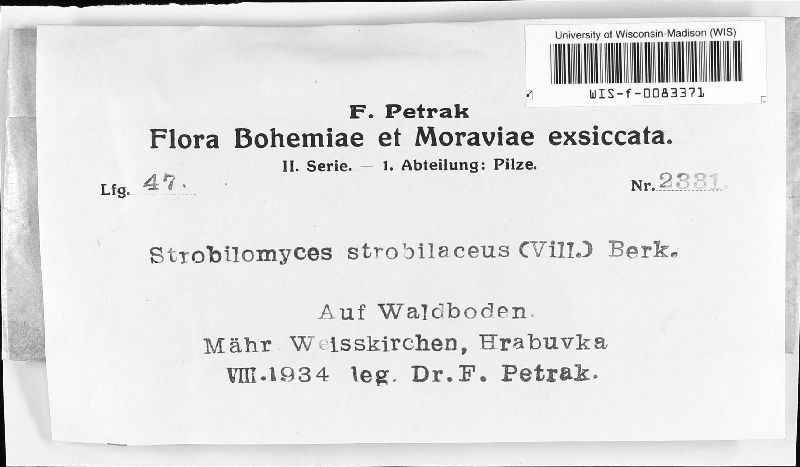 University of Wisconsin-Madison (WIS)
WIS-f-0083371
F. Petrak
Flora Bohemiae et Moraviae exsiccata.
II. Serie. — 1. Abteilung: Pilze.
Lfg. 47.
Nr. 2331.
Strobilomyces strobilaceus (Vill.) Berk.
Auf Waldboden.
Mähr. Weisskirchen, Hrabuvka
VIII.1934 leg. Dr. F. Petrak.